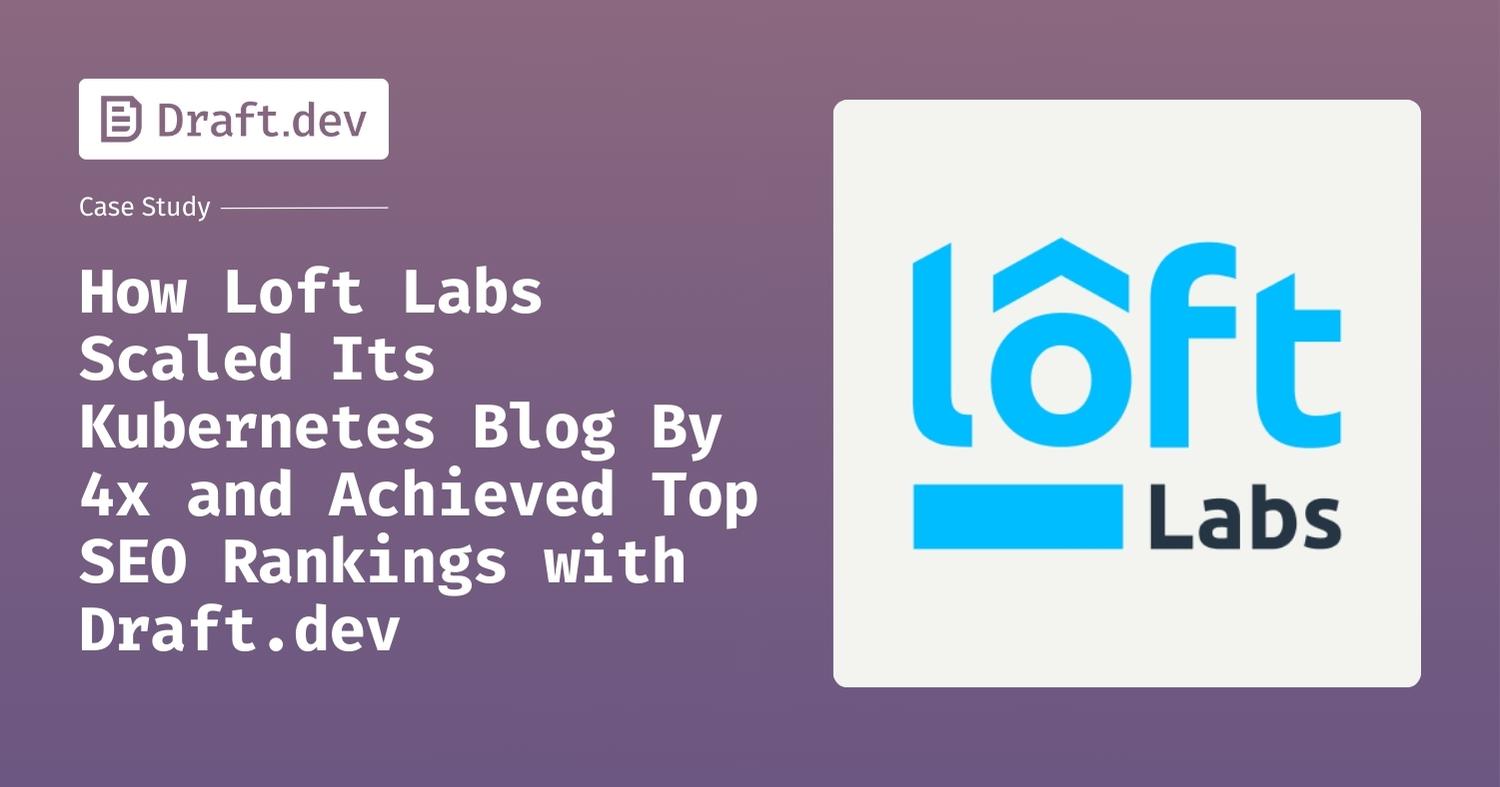 Draft.dev
Case Study
How Loft Labs
Scaled Its
Kubernetes Blog By
4x and Achieved Top
SEO Rankings with
Draft.dev
lôft
Labs